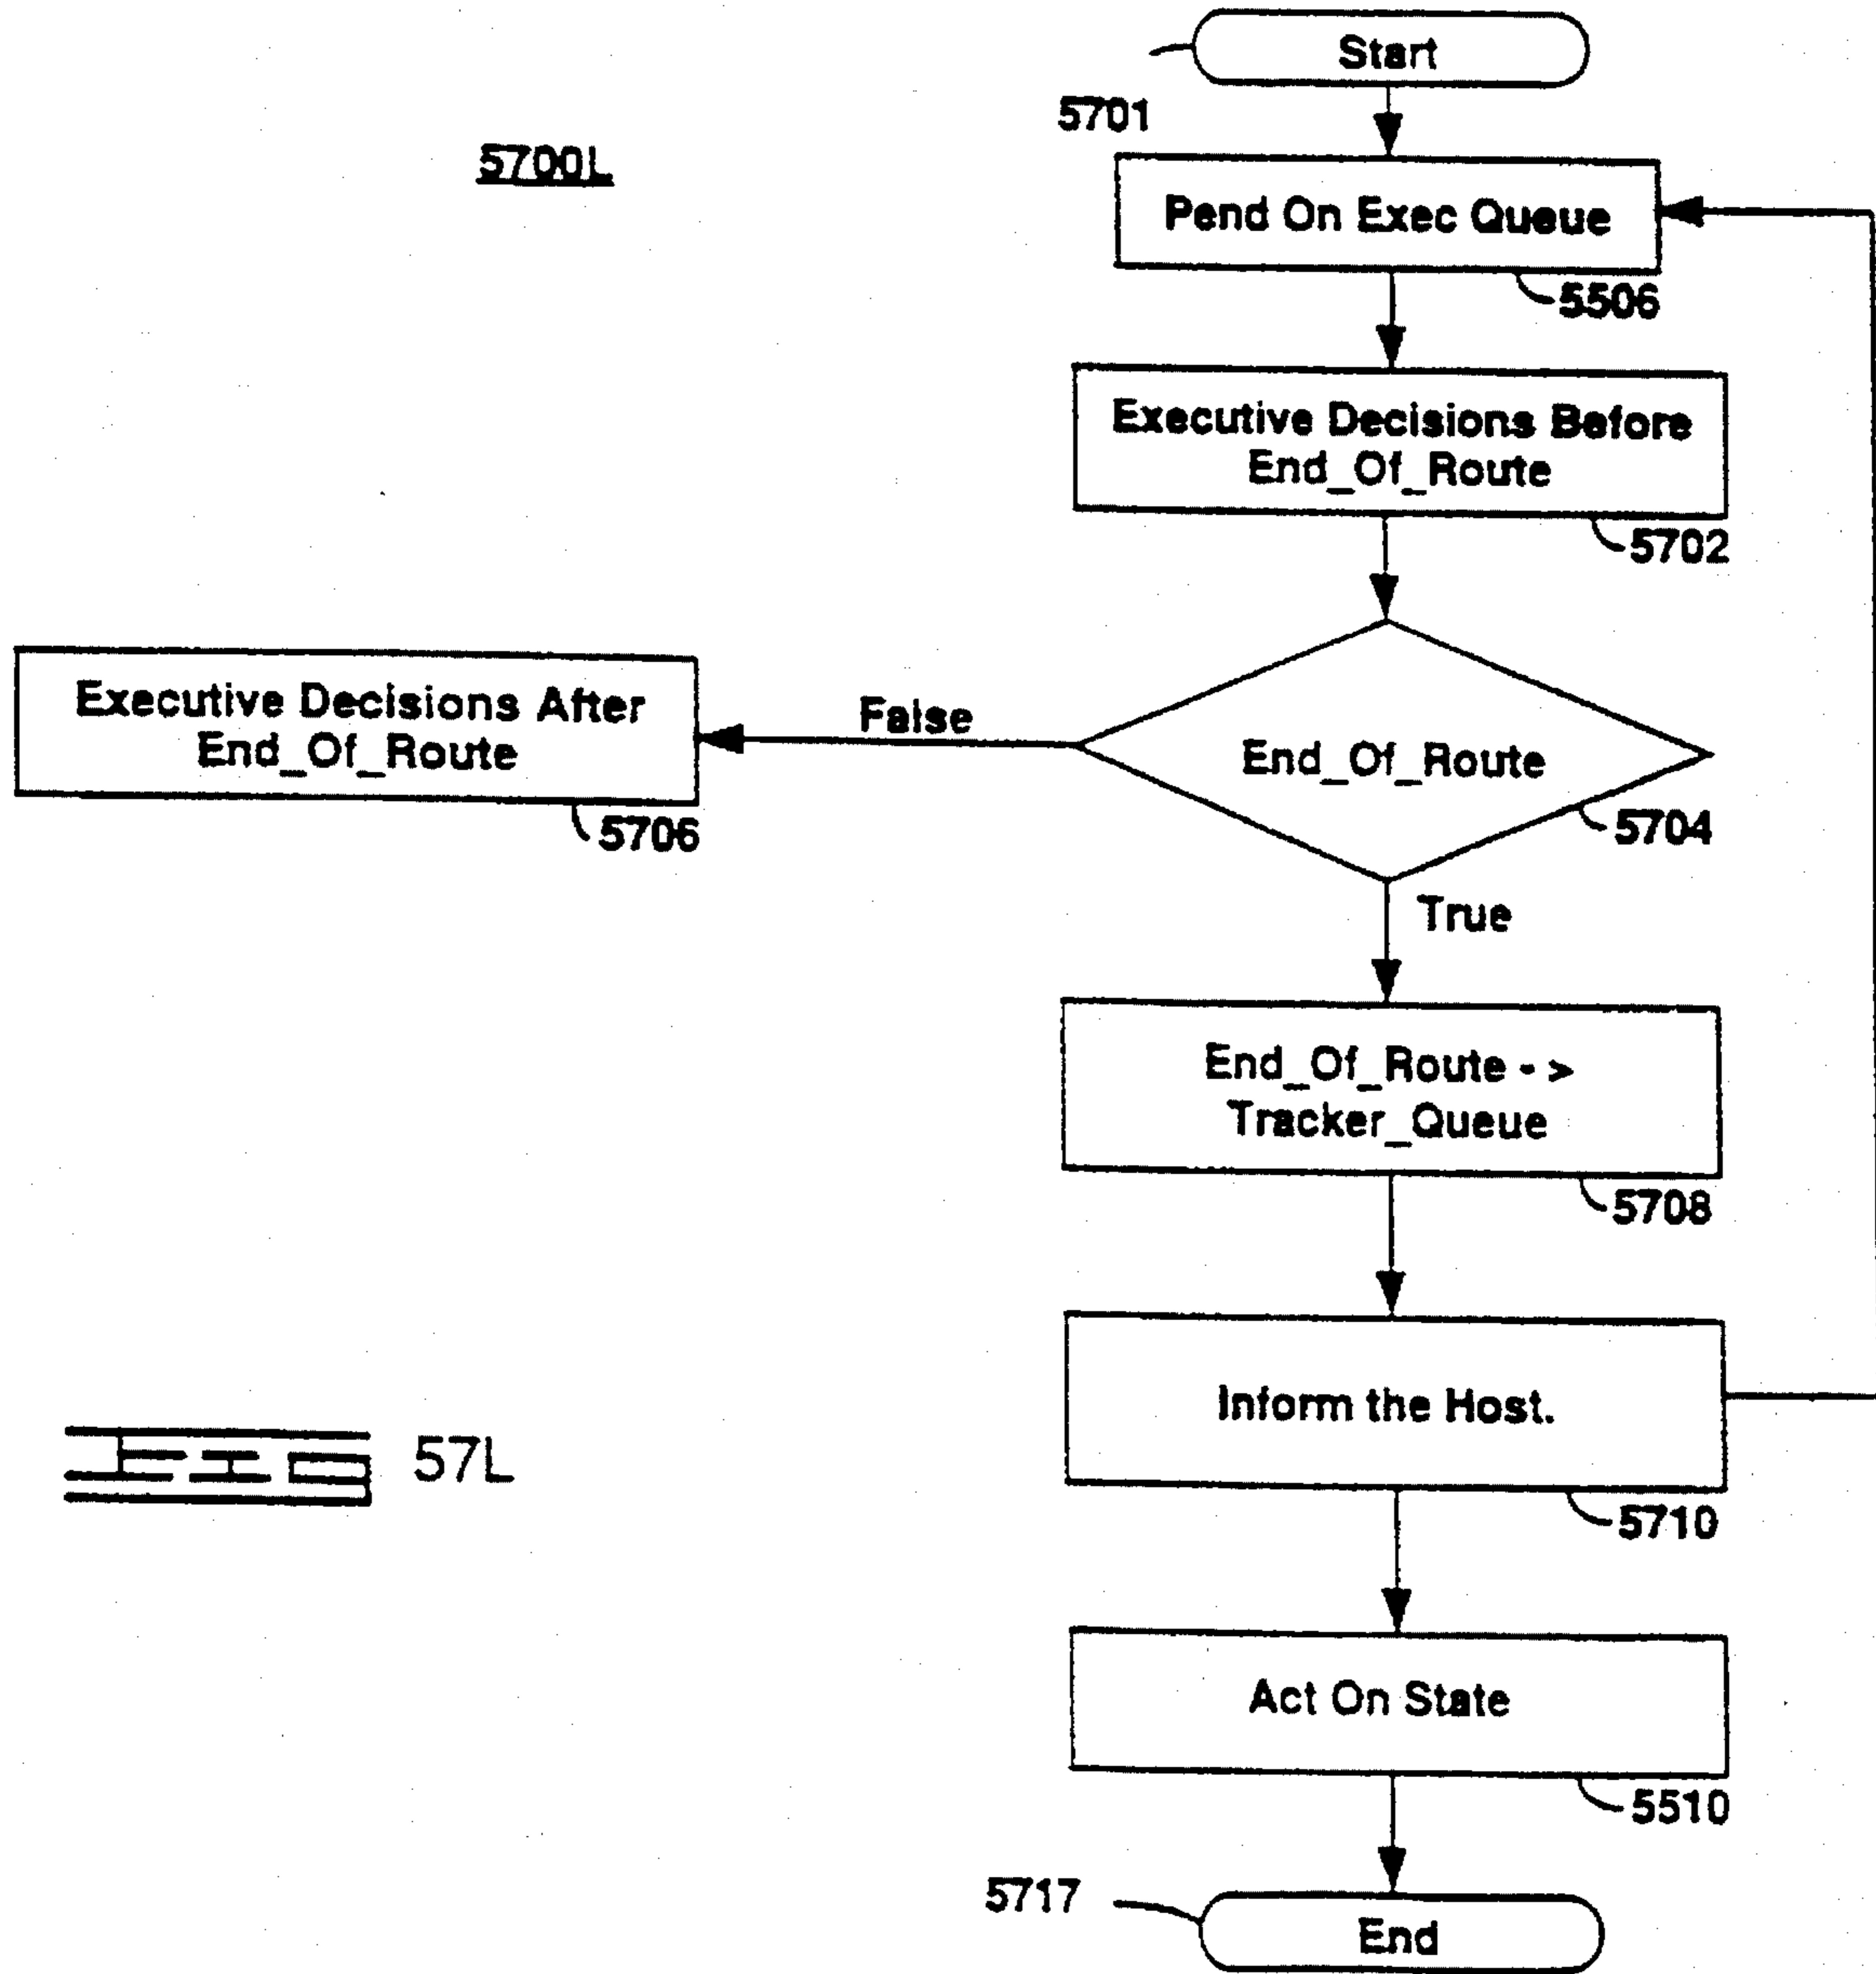 Start
5701
5700L
Pend On Exec Queue
5506
Executive Decisions Before
End_Of_Route
5702
Executive Decisions After
End_Of_Route
5706
False
End_Of_Route
5704
True
End_Of_Route - >
Tracker_Queue
5708
Inform the Host.
5710
FIG 57L
Act On State
5510
5717
End